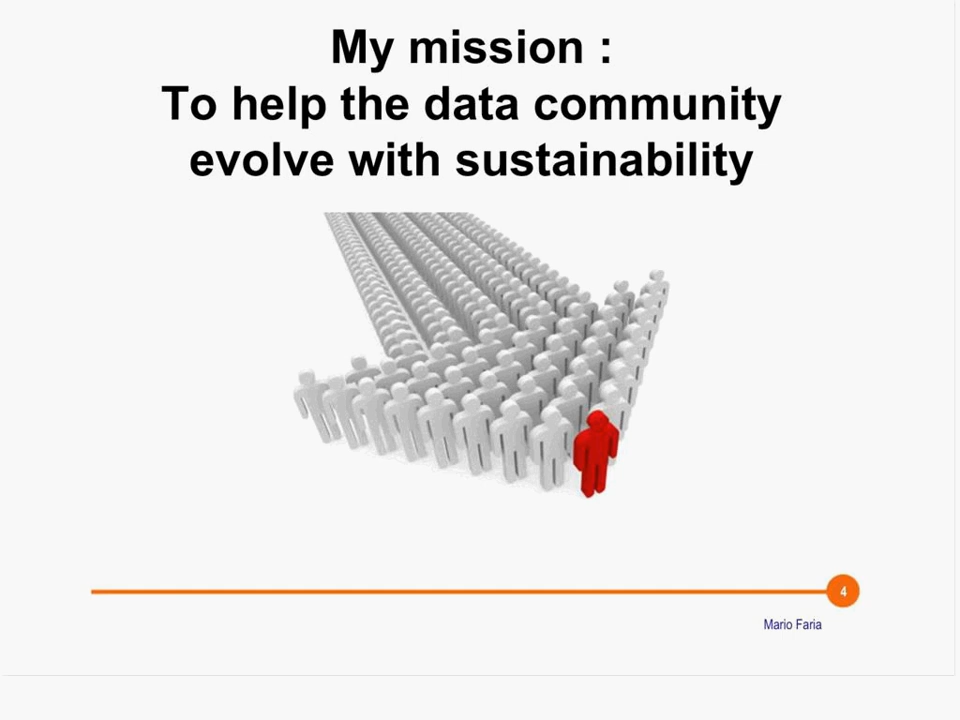 My mission :
To help the data community
evolve with sustainability
4
Mario Faria